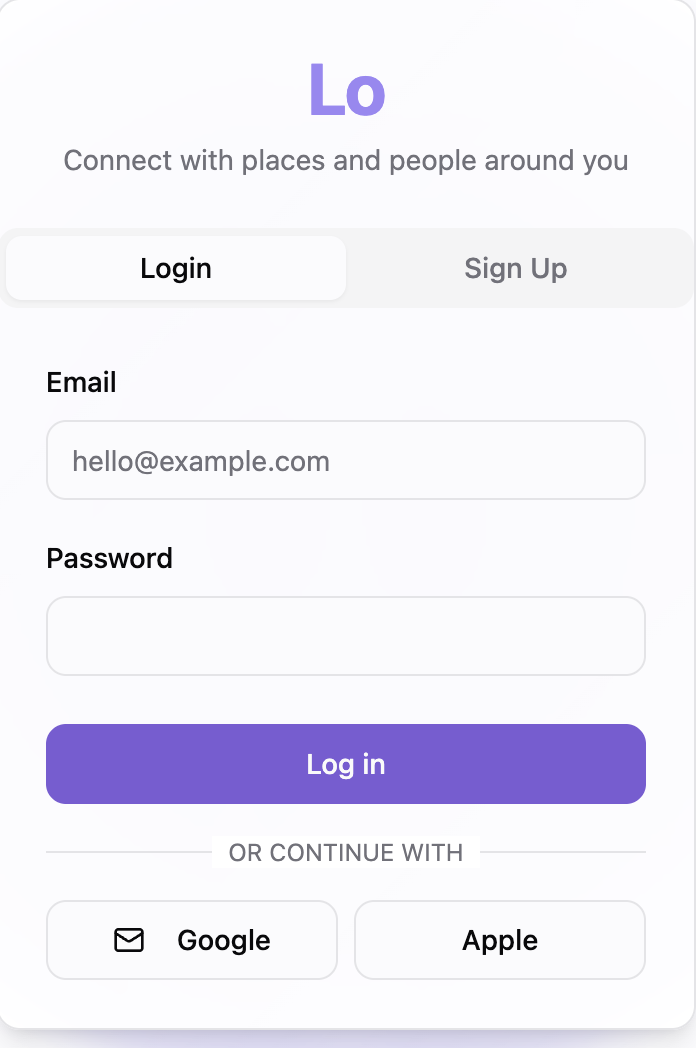 Lo
Connect with places and people around you
Login
Sign Up
Email
hello@example.com
Password
Log in
OR CONTINUE WITH
Google
Apple